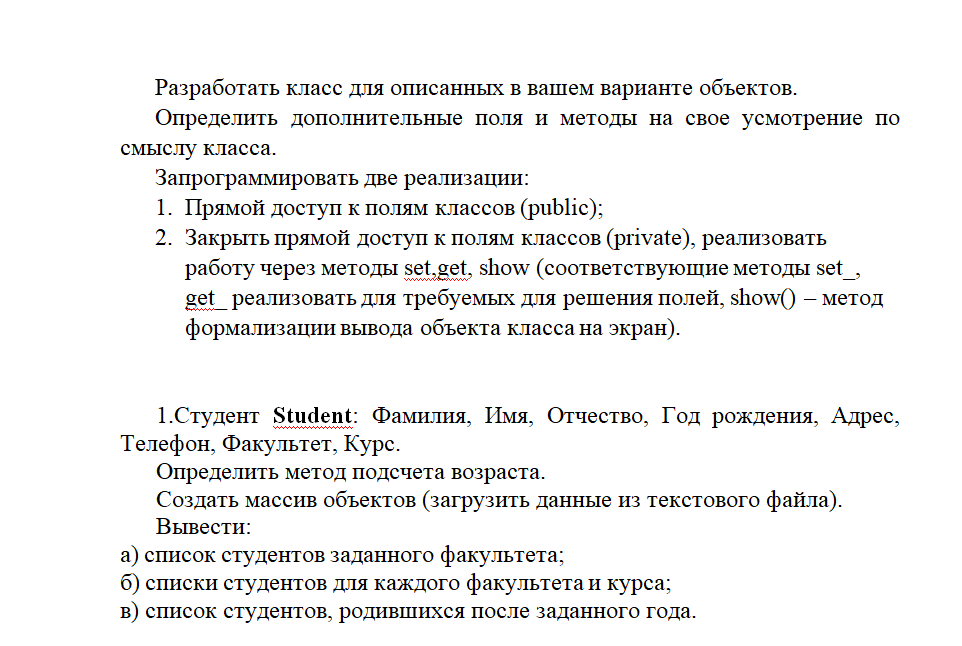 Разработать класс для описанных в вашем варианте объектов.
Определить дополнительные поля и методы на свое усмотрение по
смыслу класса.
Запрограммировать две реализации:
1. Прямой доступ к полям классов (public);
2. Закрыть прямой доступ к полям классов (private), реализовать
работу через методы set,get, show (соответствующие методы set_,
get_ реализовать для требуемых для решения полей, show() – метод
формализации вывода объекта класса на экран).
1.Студент Student: Фамилия, Имя, Отчество, Год рождения, Адрес,
Телефон, Факультет, Курс.
Определить метод подсчета возраста.
Создать массив объектов (загрузить данные из текстового файла).
Вывести:
а) список студентов заданного факультета;
б) списки студентов для каждого факультета и курса;
в) список студентов, родившихся после заданного года.